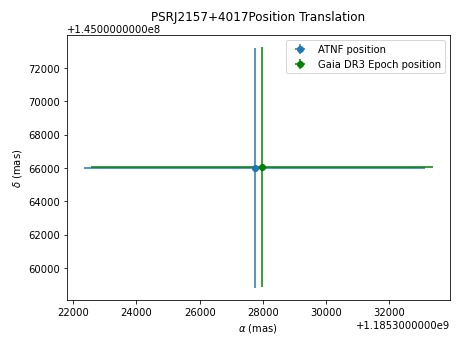 PSRJ2157+4017Position Translation
+1.4500000000e8
ATNF position
Gaia DR3 Epoch position
72000
70000
68000
66000
64000
62000
60000
δ (mas)
22000 24000 26000 28000 30000 32000
α (mas)
+1.1853000000e9